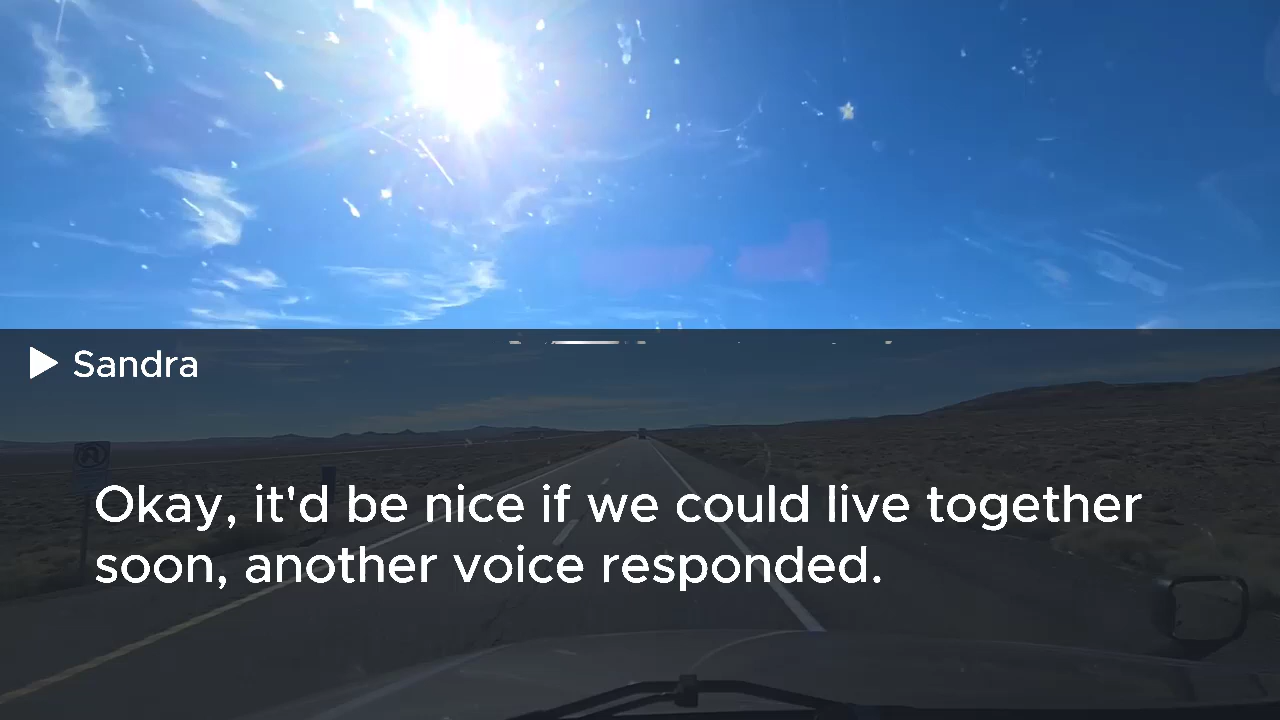 Sandra
Okay, it'd be nice if we could live together
soon, another voice responded.